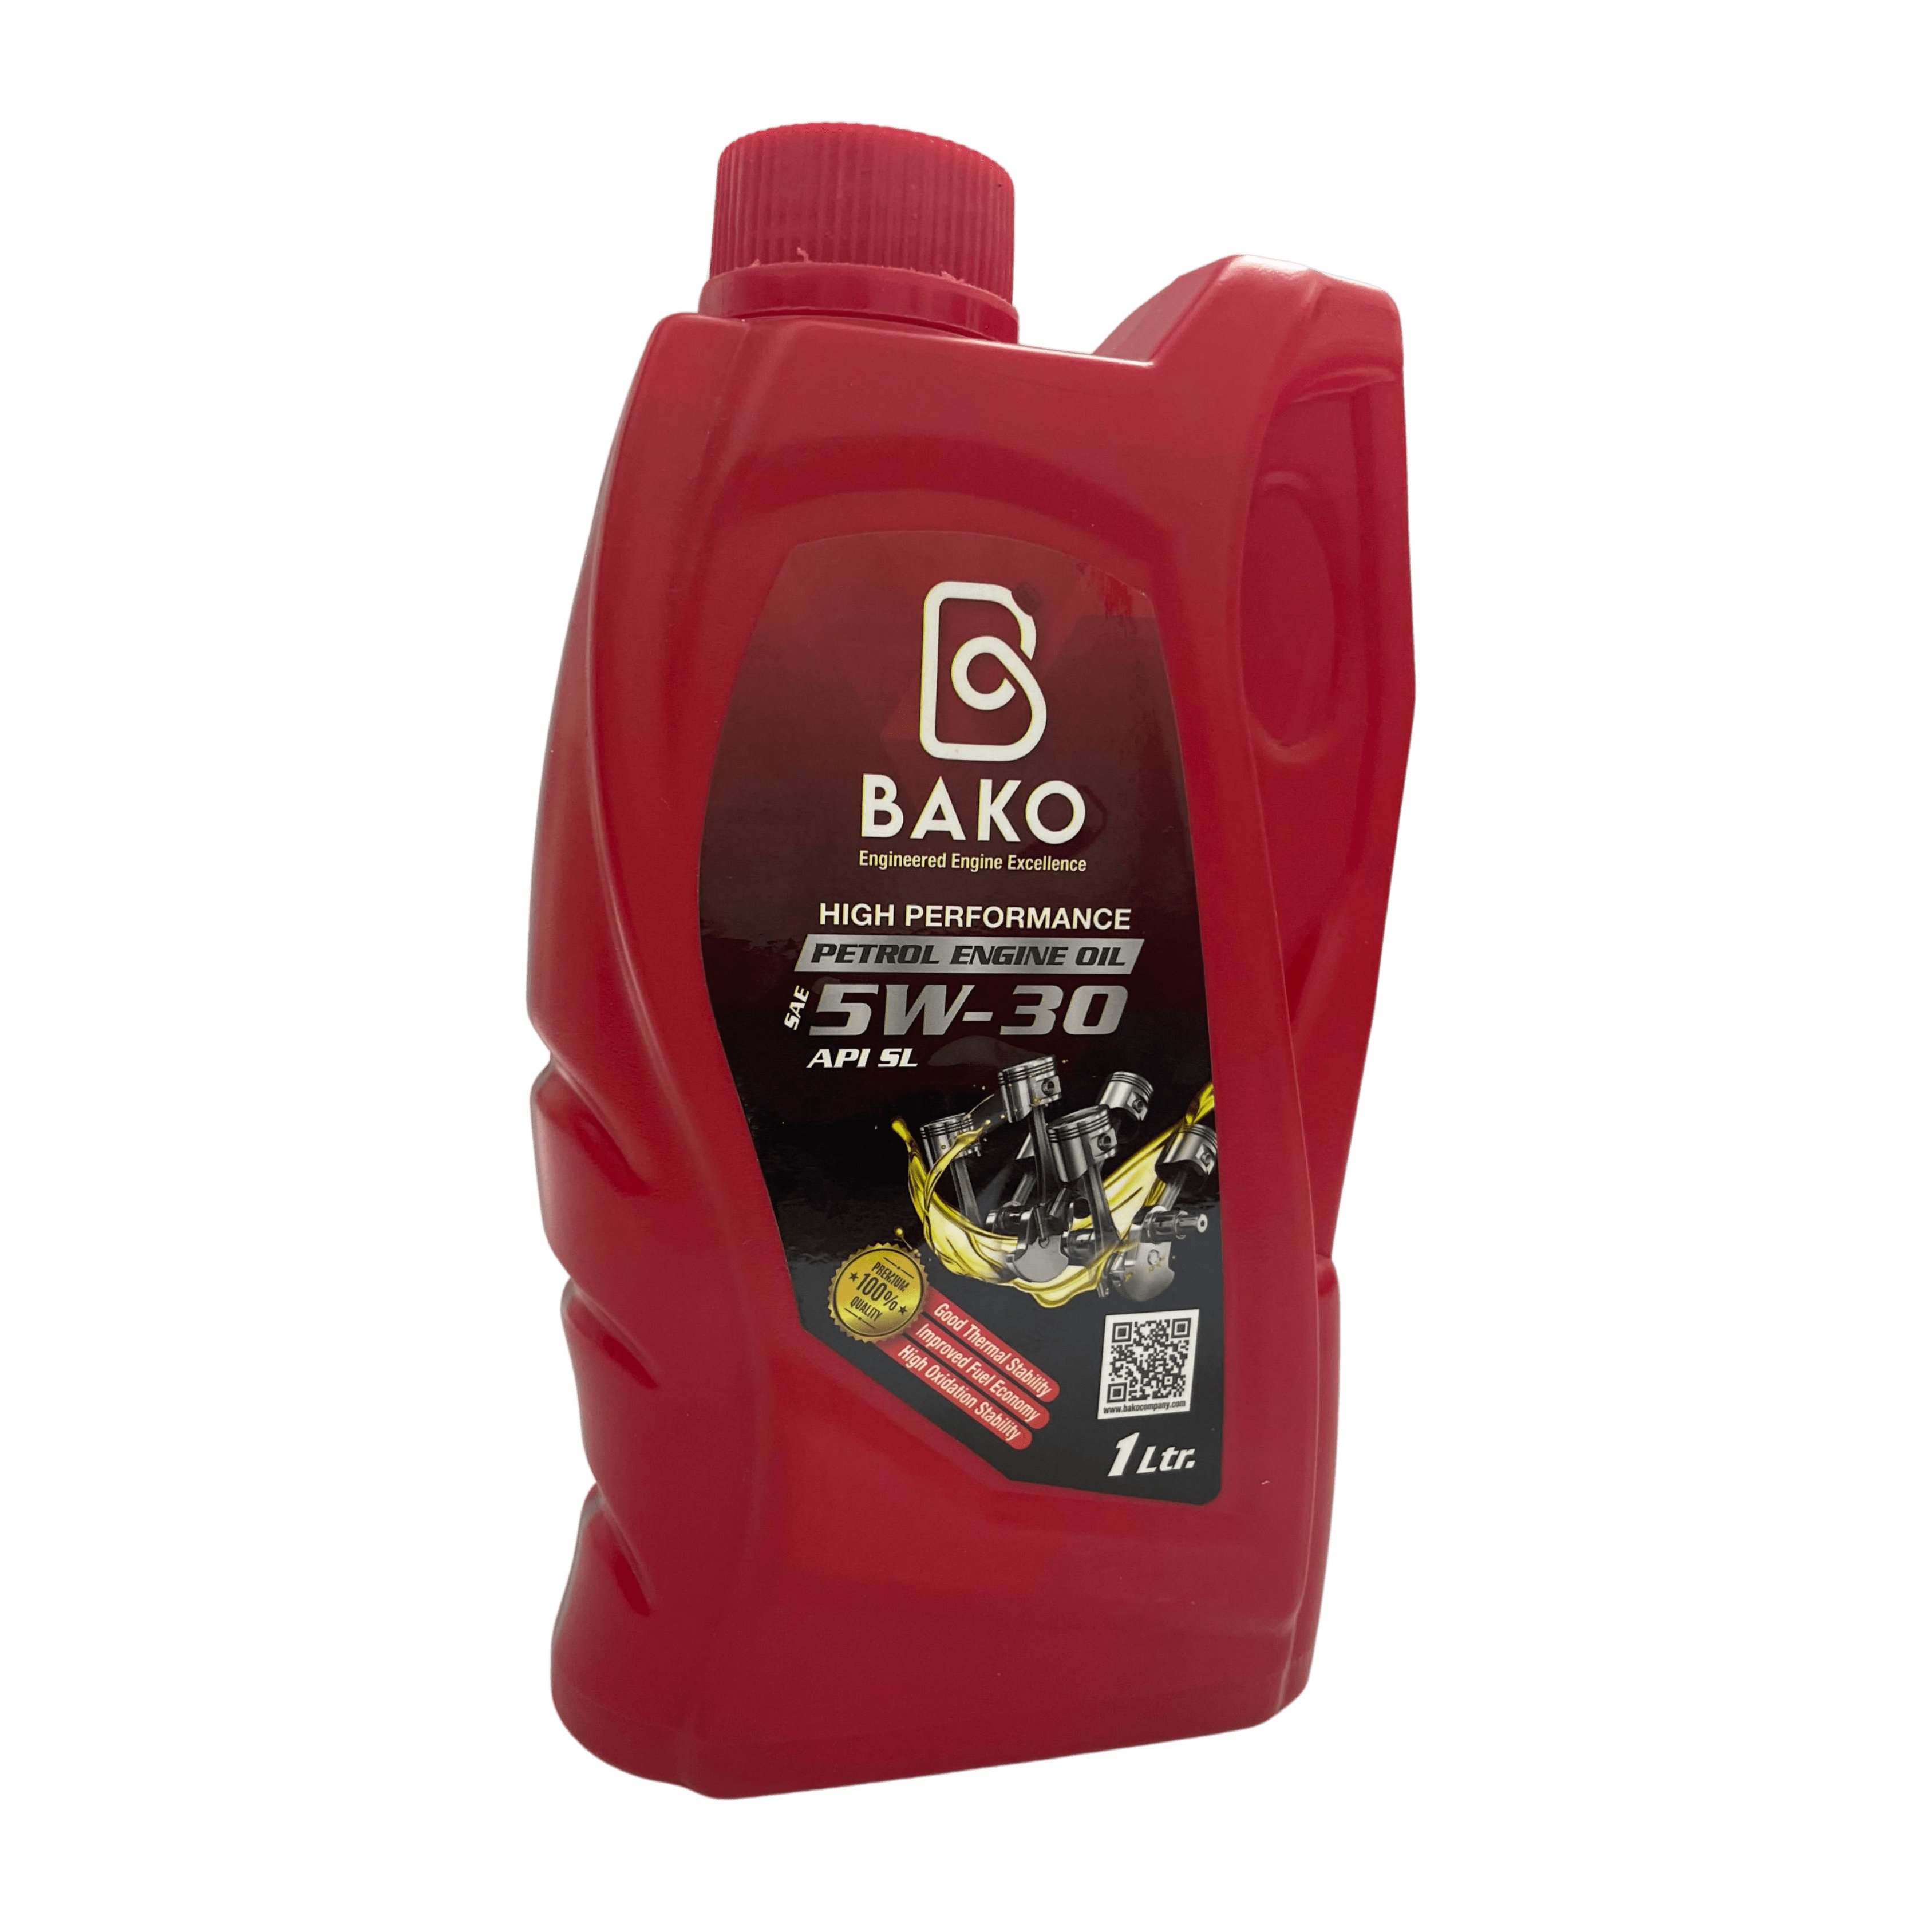 BAKO
Engineered Engine Excellence
HIGH PERFORMANCE
PETROL ENGINE OIL
SAE 5W-30
API SL
PREMIUM
100%
QUALITY
Good Thermal Stability
Improved Fuel Economy
High Oxidation Stability
www.bakocompany.com
1 Ltr.